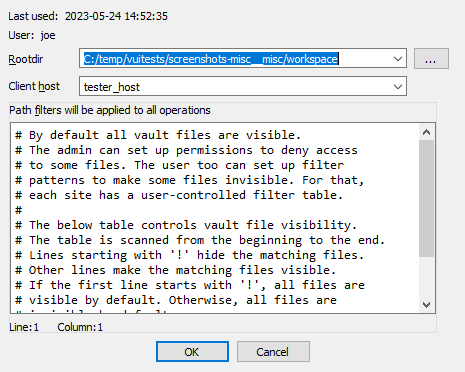 Last used: 2023-05-24 14:52:35
User: joe
Rootdir C:/temp/vuitests/screenshots-misc__misc/workspace ...
Client host tester_host
Path filters will be applied to all operations
# By default all vault files are visible.
# The admin can set up permissions to deny access
# to some files. The user too can set up filter
# patterns to make some files invisible. For that,
# each site has a user-controlled filter table.
#
# The below table controls vault file visibility.
# The table is scanned from the beginning to the end.
# Lines starting with '!' hide the matching files.
# Other lines make the matching files visible.
# If the first line starts with '!', all files are
# visible by default. Otherwise, all files are
Line:1 Column:1
OK Cancel